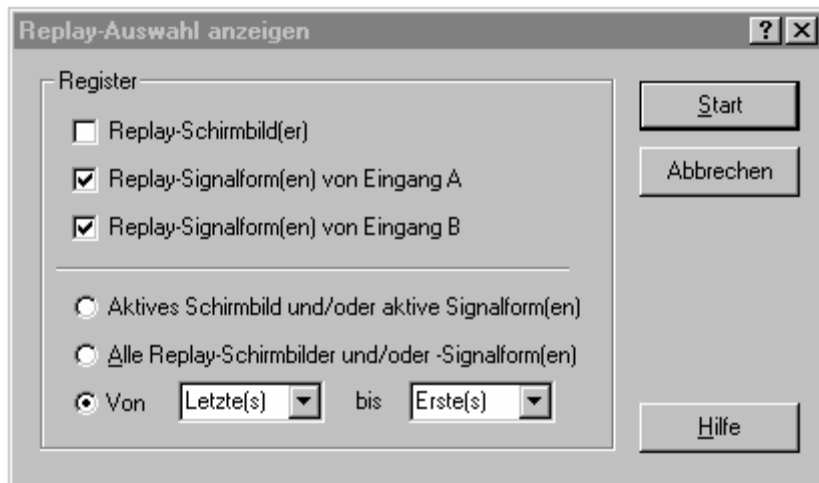 Replay-Auswahl anzeigen
Register
Replay-Schirmbild(er)
Replay-Signalform(en) von Eingang A
Replay-Signalform(en) von Eingang B
Aktives Schirmbild und/oder aktive Signalform(en)
Alle Replay-Schirmbilder und/oder -Signalform(en)
Von Letzte(s) bis Erste(s)
Start
Abbrechen
Hilfe